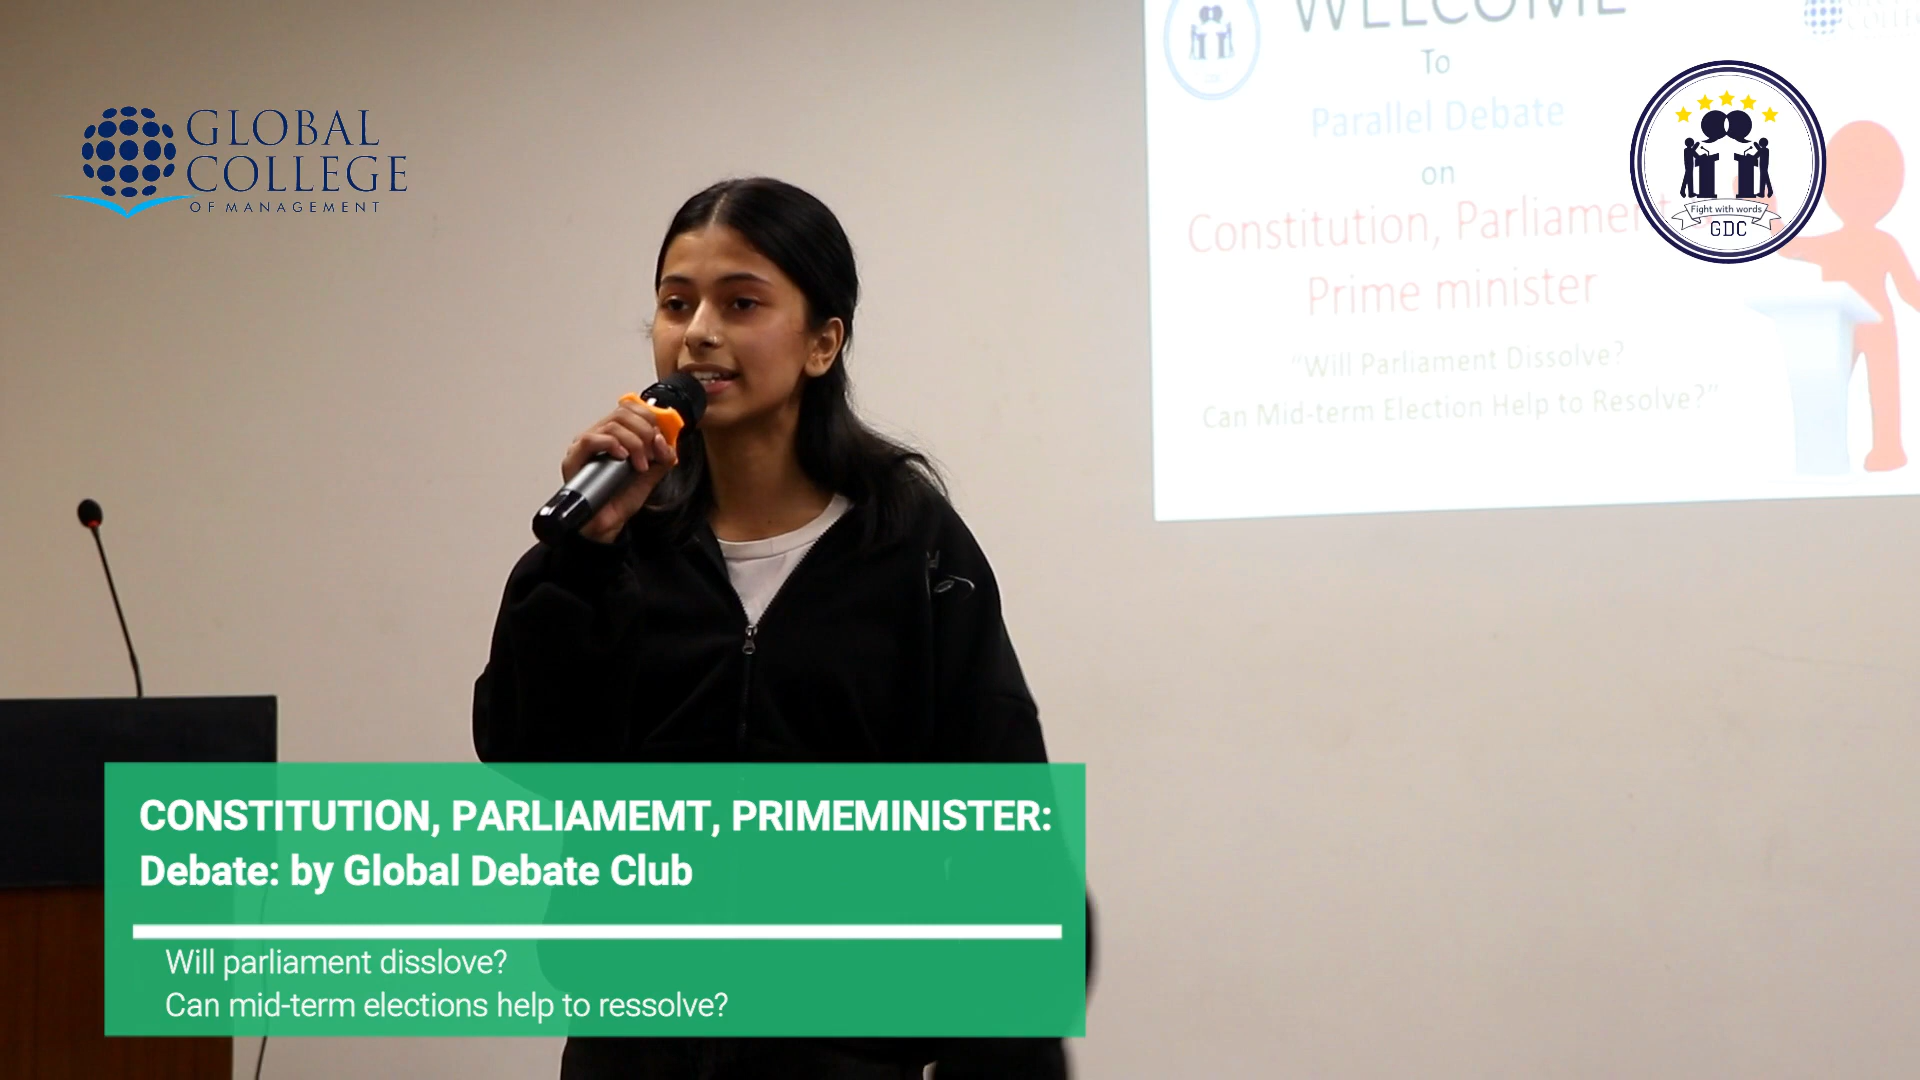 WELCOME
To
Parallel Debate
on
Constitution, Parliament
Prime minister
"Will Parliament Dissolve?
Can Mid-term Election Help to Resolve?"
GLOBAL
COLLEGE
OF MANAGEMENT
Fight with words
GDC
CONSTITUTION, PARLIAMEMT, PRIMEMINISTER:
Debate: by Global Debate Club
Will parliament disslove?
Can mid-term elections help to ressolve?